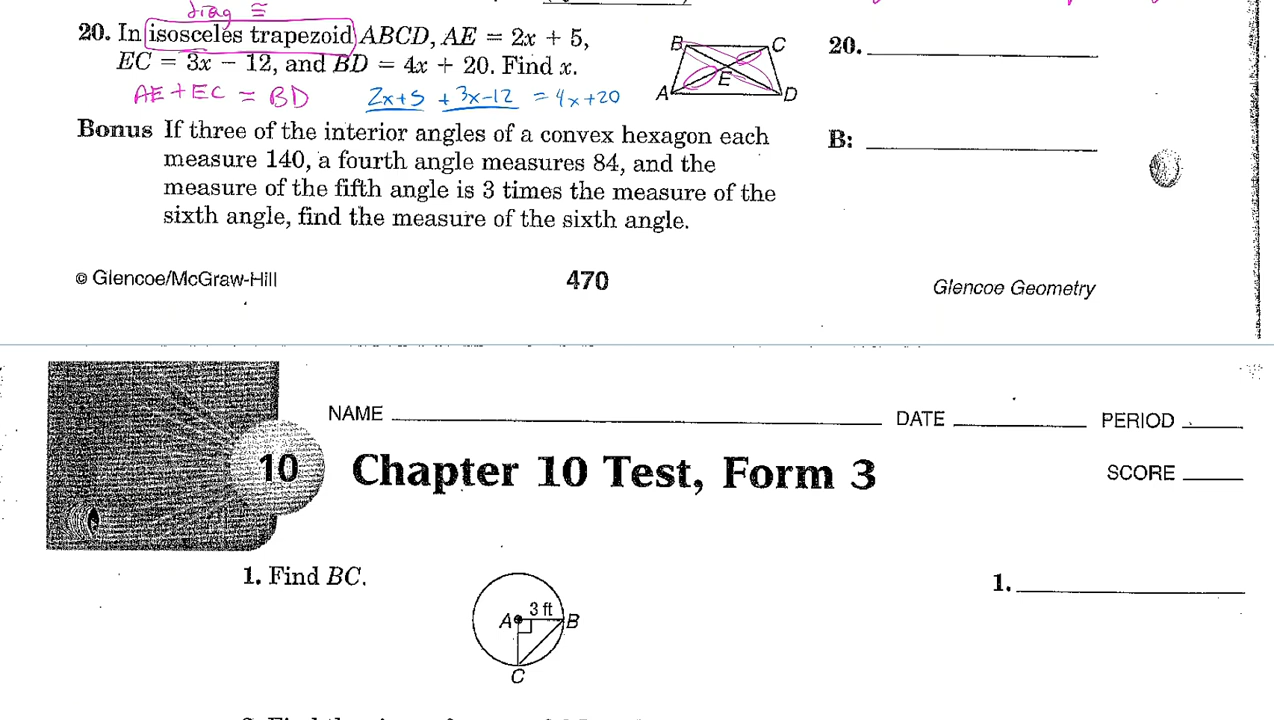 diag ≅
20. In isosceles trapezoid ABCD, AE = 2x + 5,
EC = 3x − 12, and BD = 4x + 20. Find x.
AE + EC = BD 2x+5 + 3x-12 = 4x+20
B C
E
A D
20.
Bonus If three of the interior angles of a convex hexagon each
measure 140, a fourth angle measures 84, and the
measure of the fifth angle is 3 times the measure of the
sixth angle, find the measure of the sixth angle.
B:
© Glencoe/McGraw-Hill 470 Glencoe Geometry
NAME DATE PERIOD
10 Chapter 10 Test, Form 3 SCORE
1. Find BC.
3 ft
A B
C
1.